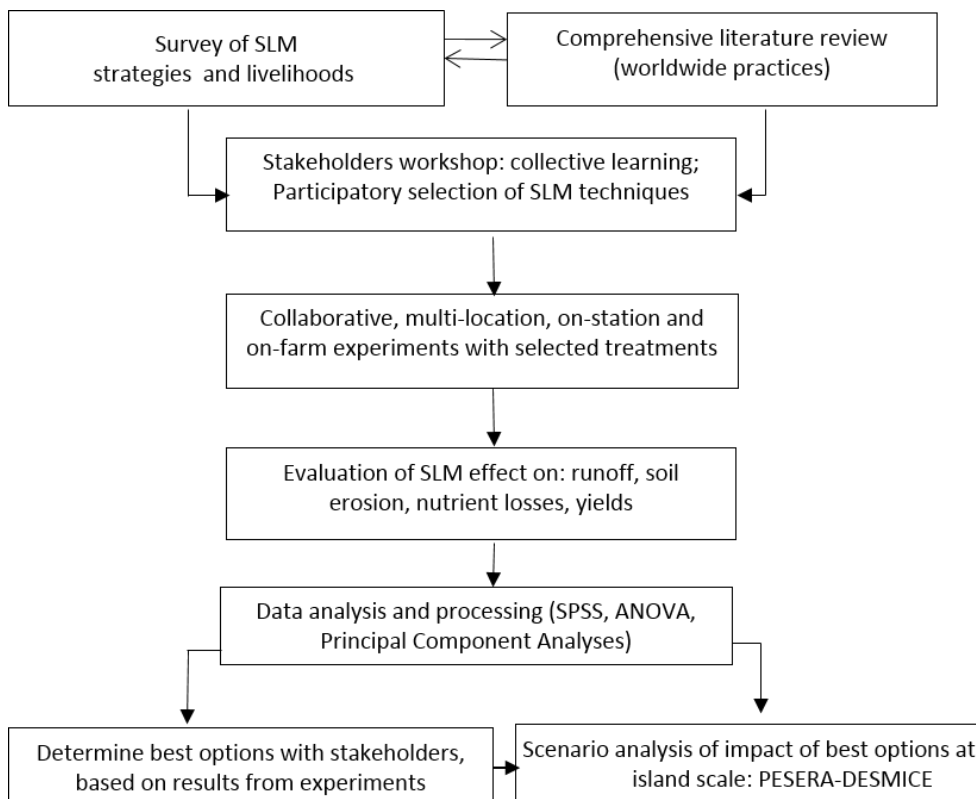 Survey of SLM
strategies and livelihoods
Comprehensive literature review
(worldwide practices)
Stakeholders workshop: collective learning;
Participatory selection of SLM techniques
Collaborative, multi-location, on-station and
on-farm experiments with selected treatments
Evaluation of SLM effect on: runoff, soil
erosion, nutrient losses, yields
Data analysis and processing (SPSS, ANOVA,
Principal Component Analyses)
Determine best options with stakeholders,
based on results from experiments
Scenario analysis of impact of best options at
island scale: PESERA-DESMICE